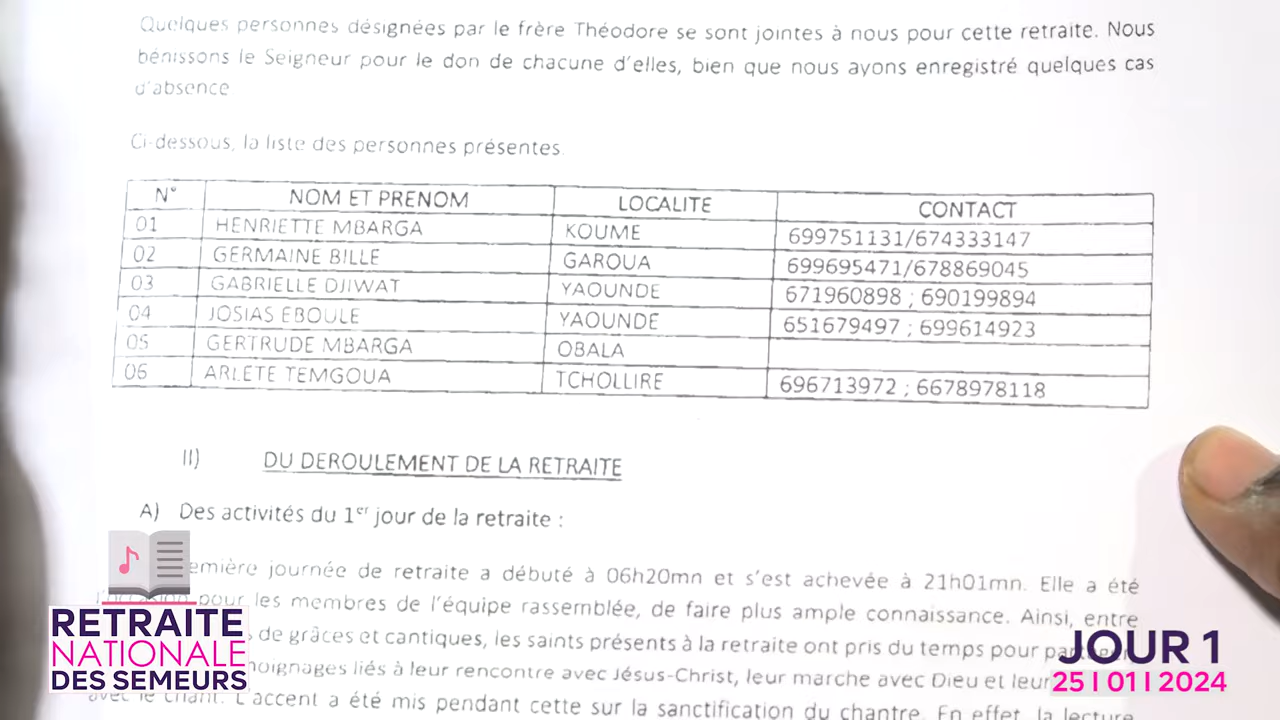 Quelques personnes désignées par le frère Théodore se sont jointes à nous pour cette retraite. Nous
bénissons le Seigneur pour le don de chacune d'elles, bien que nous ayons enregistré quelques cas
d'absence
Ci-dessous, la liste des personnes présentes.
N° NOM ET PRENOM LOCALITE CONTACT
01 HENRIETTE MBARGA KOUME 699751131/674333147
02 GERMAINE BILLE GAROUA 699695471/678869045
03 GABRIELLE DJIWAT YAOUNDE 671960898 ; 690199894
04 JOSIAS EBOULE YAOUNDE 651679497 ; 699614923
05 GERTRUDE MBARGA OBALA
06 ARLETE TEMGOUA TCHOLLIRE 696713972 ; 6678978118
II) DU DEROULEMENT DE LA RETRAITE
A) Des activités du 1er jour de la retraite :
emière journée de retraite a débuté à 06h20mn et s'est achevée à 21h01mn. Elle a été
l'occasion pour les membres de l'équipe rassemblée, de faire plus ample connaissance. Ainsi, entre
de grâces et cantiques, les saints présents à la retraite ont pris du temps pour
moignages liés à leur rencontre avec Jésus-Christ, leur marche avec Dieu et leur
avec le chant. L'accent a été mis pendant cette sur la sanctification du chantre. En effet, la lecture
RETRAITE
NATIONALE
DES SEMEURS
JOUR 1
25 | 01 | 2024